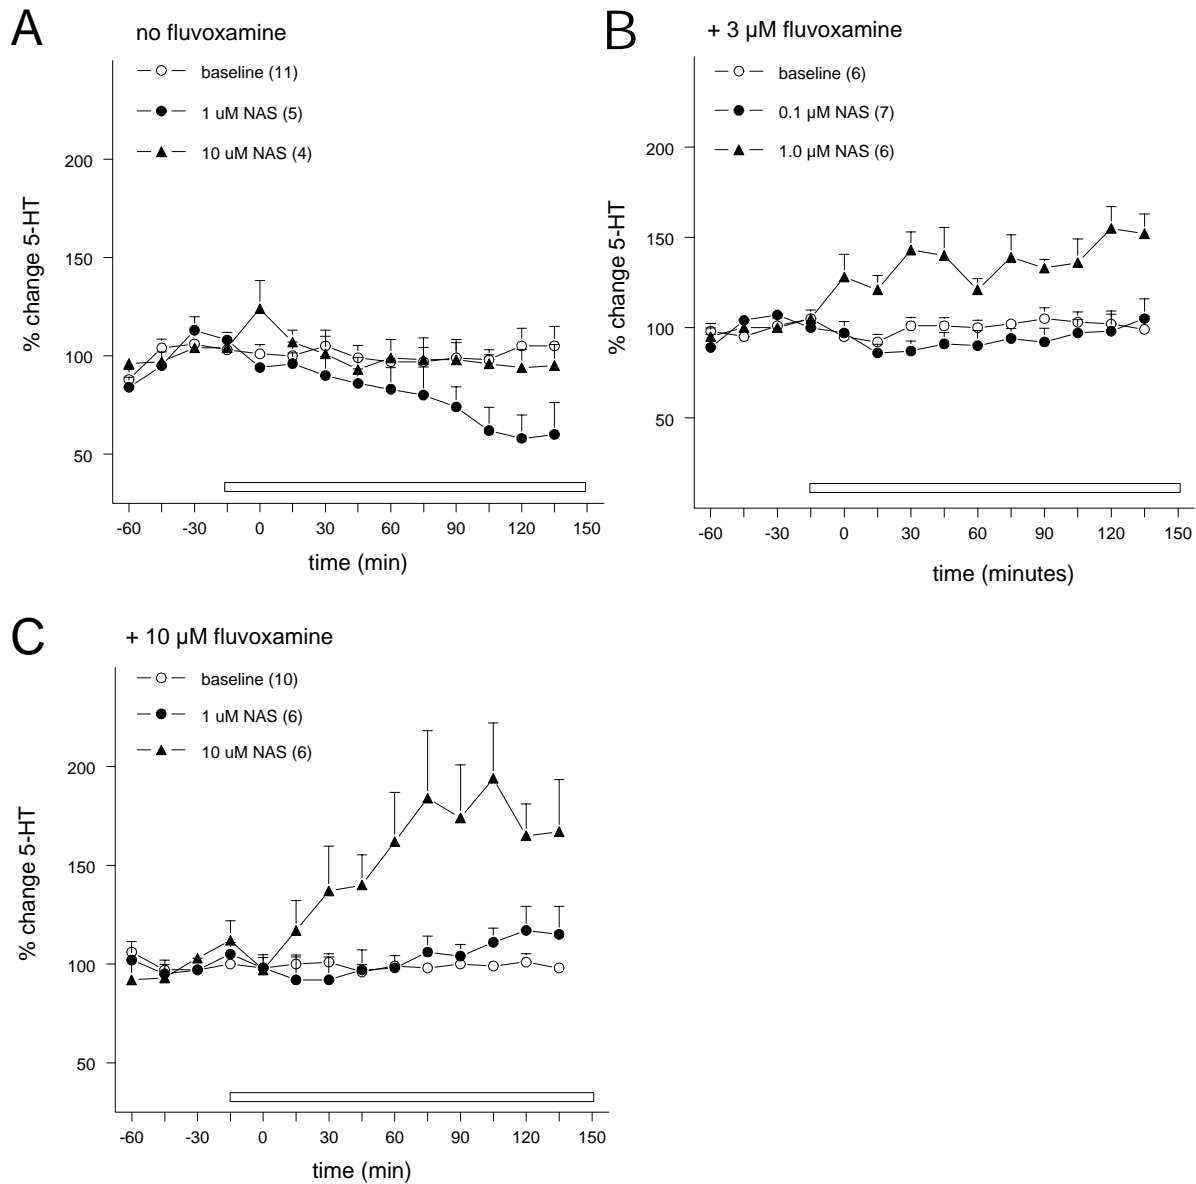 A
no fluvoxamine
baseline (11)
1 uM NAS (5)
10 uM NAS (4)
% change 5-HT
200
150
100
50
-60 -30 0 30 60 90 120 150
time (min)
B
+ 3 µM fluvoxamine
baseline (6)
0.1 µM NAS (7)
1.0 µM NAS (6)
% change 5-HT
200
150
100
50
-60 -30 0 30 60 90 120 150
time (minutes)
C
+ 10 µM fluvoxamine
baseline (10)
1 uM NAS (6)
10 uM NAS (6)
% change 5-HT
200
150
100
50
-60 -30 0 30 60 90 120 150
time (min)